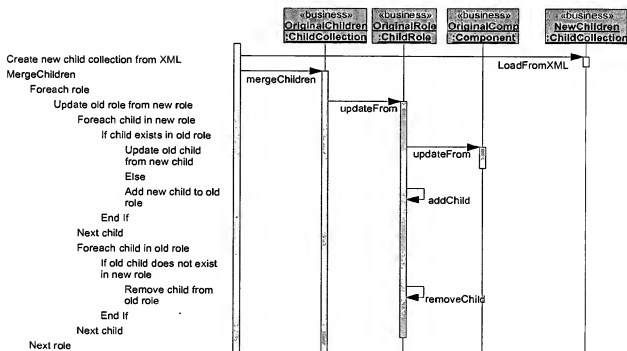 «business»
OriginalChildren
:ChildCollection
«business»
OriginalRole
:ChildRole
«business»
OriginalComp
:Component
«business»
NewChildren
:ChildCollection
Create new child collection from XML
LoadFromXML
MergeChildren
mergeChildren
Foreach role
Update old role from new role
updateFrom
Foreach child in new role
If child exists in old role
Update old child
from new child
updateFrom
Else
Add new child to old
role
addChild
End If
Next child
Foreach child in old role
If old child does not exist
in new role
Remove child from
old role
removeChild
End If
Next child
Next role